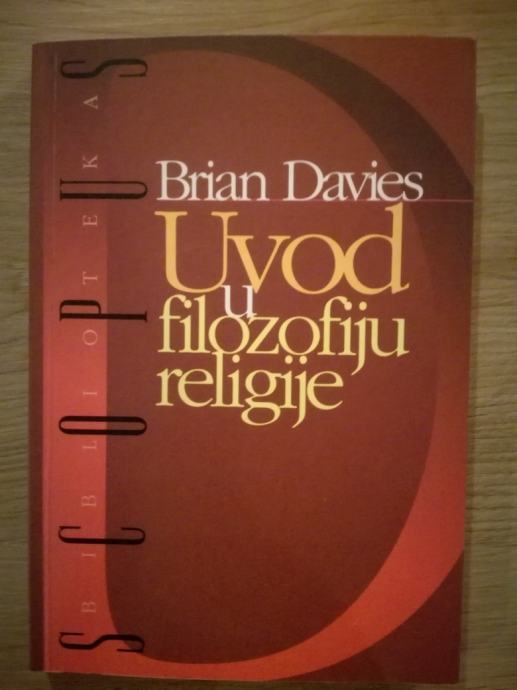 BIBLIOTEKA
SCOPUS
Brian Davies
Uvod
u
filozofiju
religije